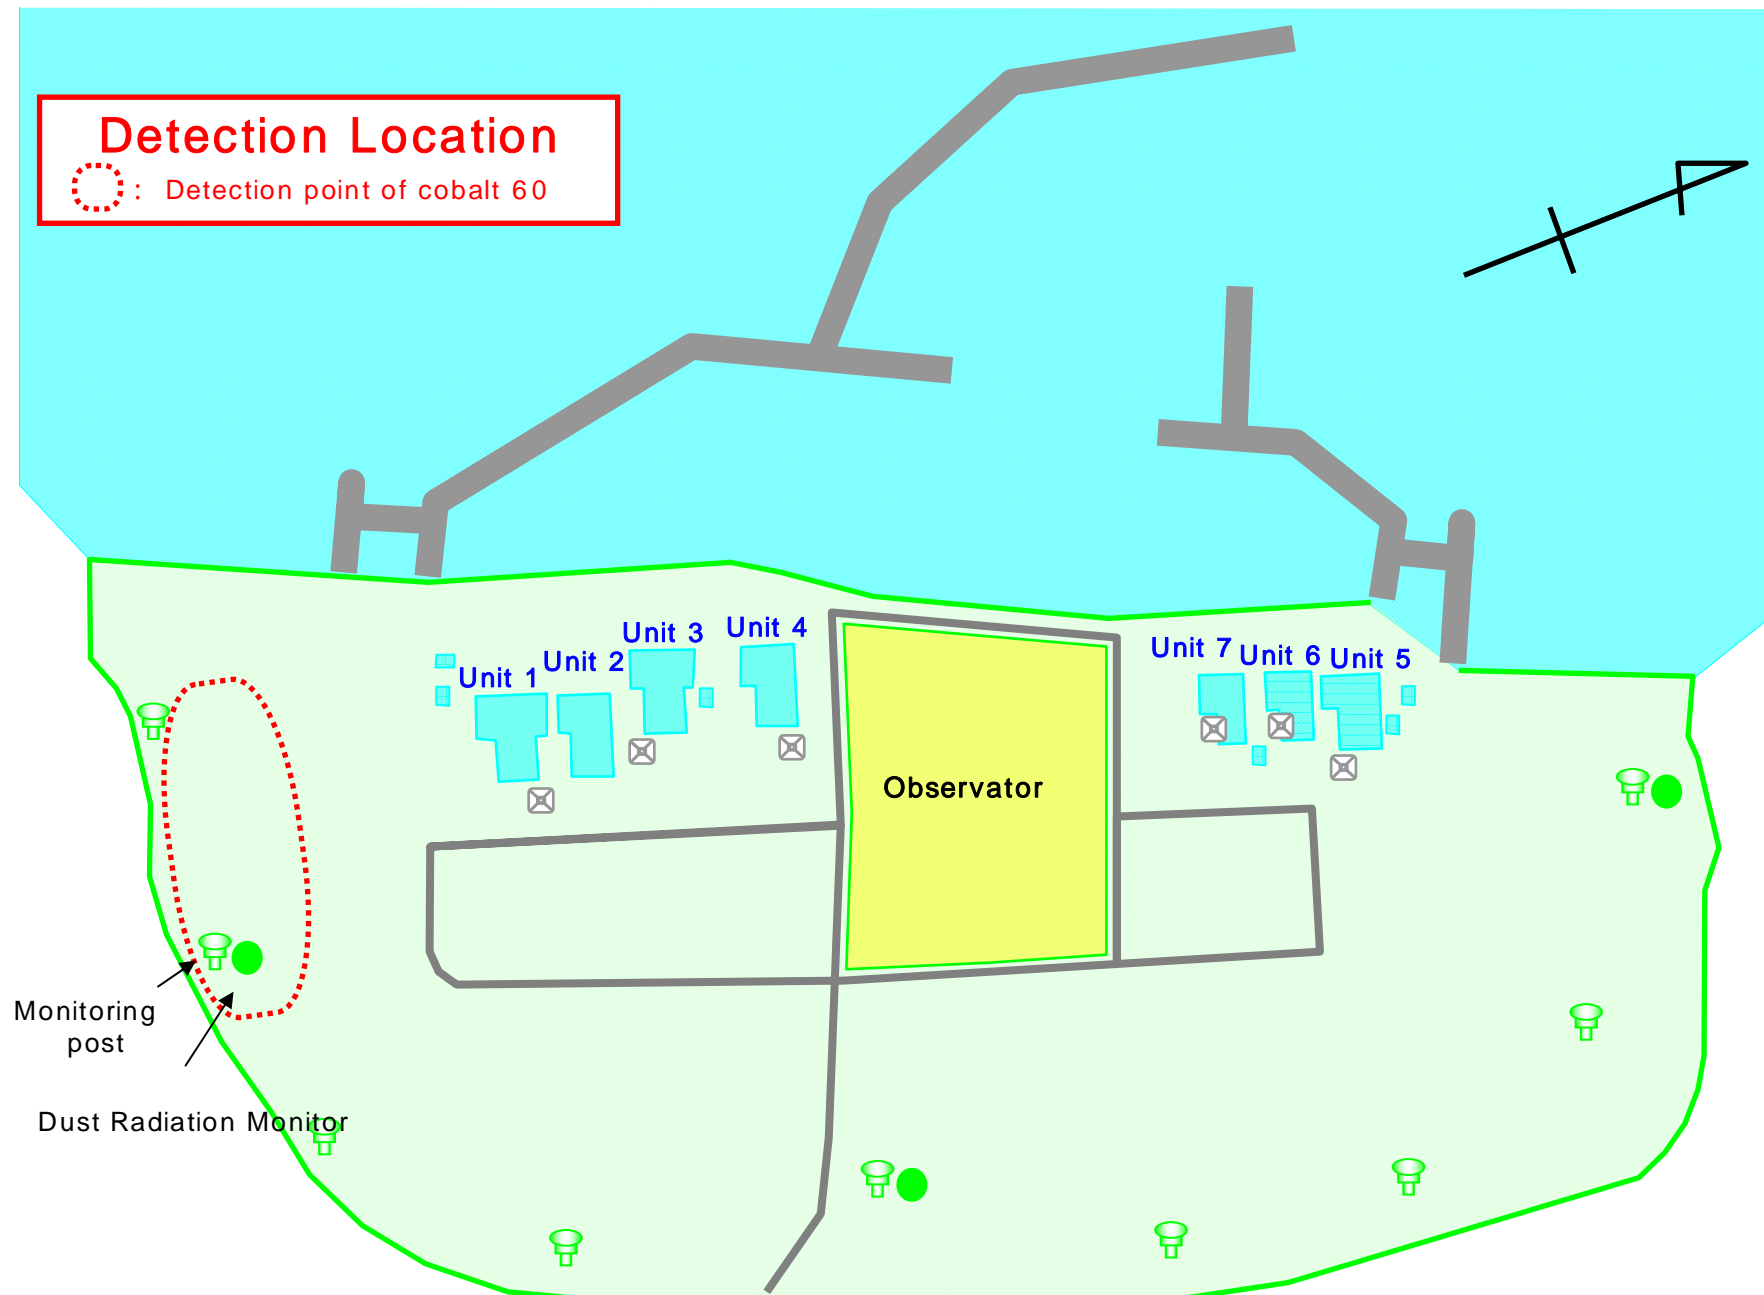 Detection Location
: Detection point of cobalt 60
Unit 1
Unit 2
Unit 3
Unit 4
Unit 7
Unit 6
Unit 5
Observator
Monitoring
post
Dust Radiation Monitor